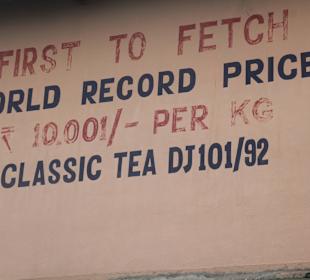 FIRST TO FETCH
ORLD RECORD PRICE
₹ 10,001/- PER KG
CLASSIC TEA DJ101/92